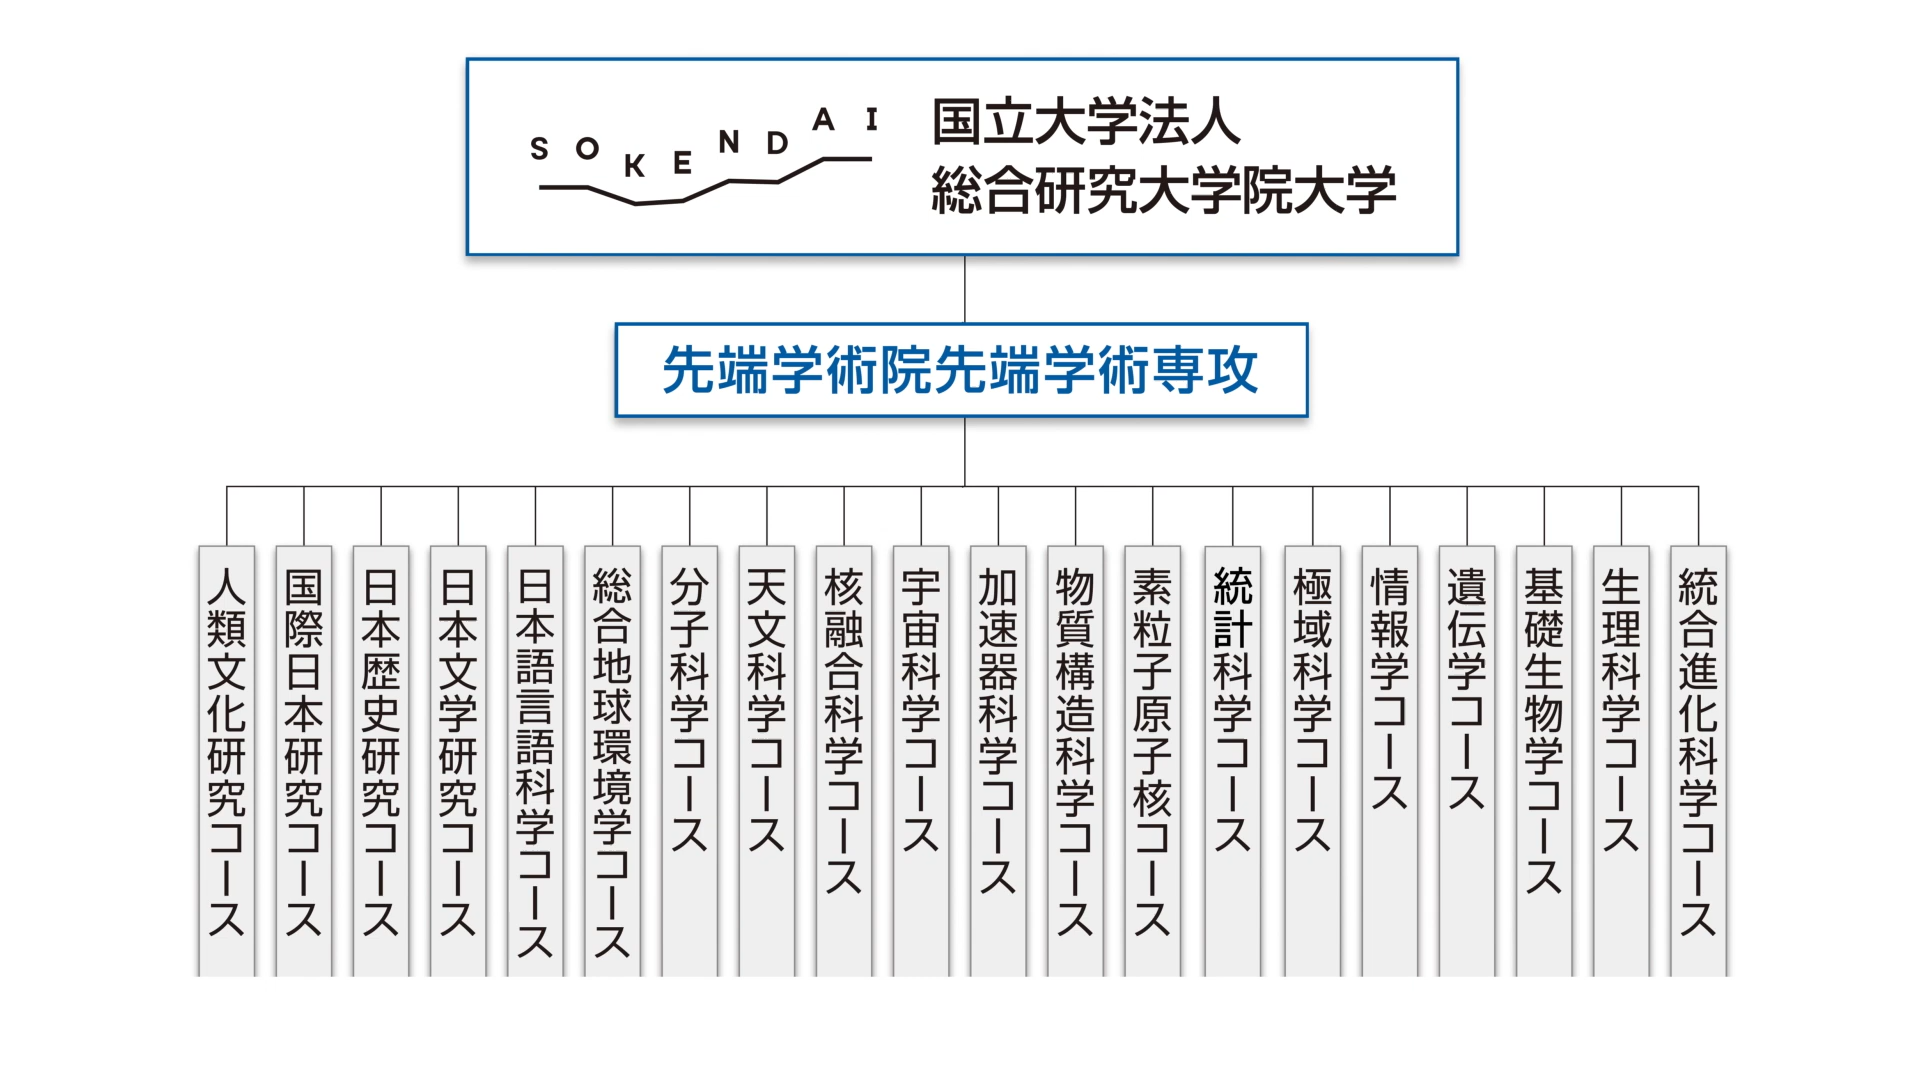 SOKENDAI
国立大学法人
総合研究大学院大学
先端学術院先端学術専攻
人類文化研究コース
国際日本研究コース
日本歴史研究コース
日本文学研究コース
日本語言語科学コース
総合地球環境学コース
分子科学コース
天文科学コース
核融合科学コース
宇宙科学コース
加速器科学コース
物質構造科学コース
素粒子原子核コース
統計科学コース
極域科学コース
情報学コース
遺伝学コース
基礎生物学コース
生理科学コース
統合進化科学コース